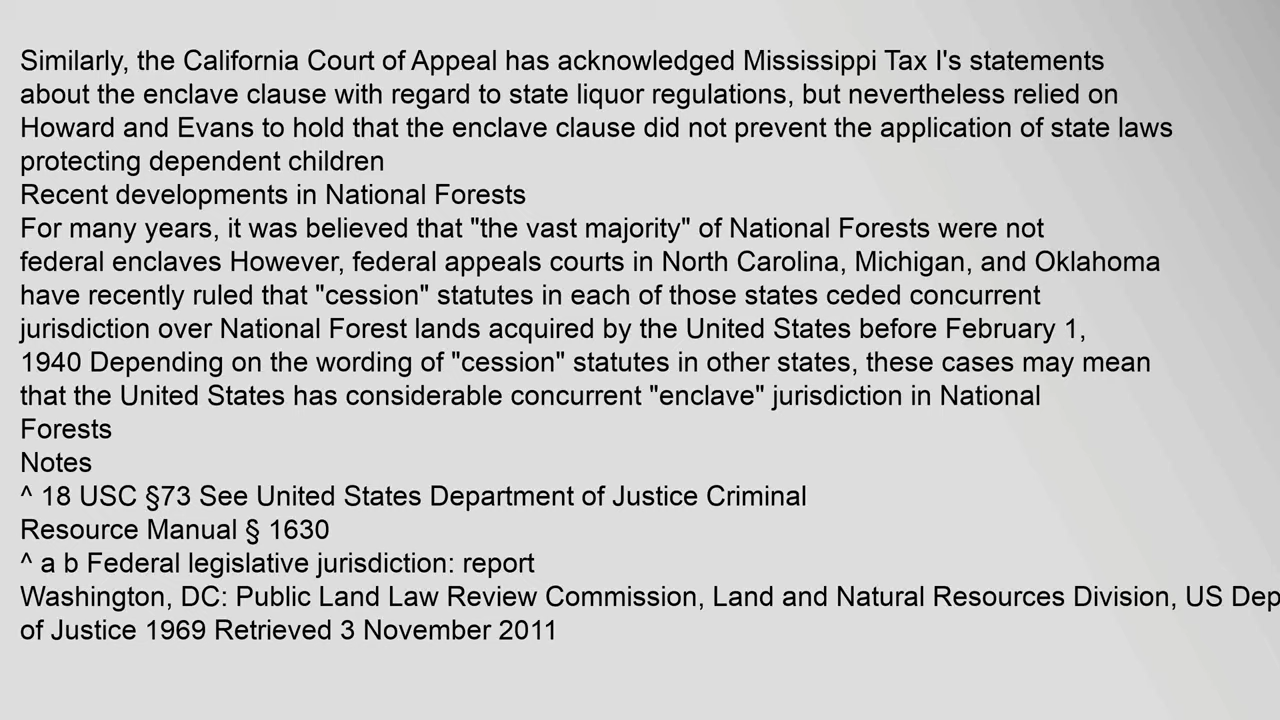 Similarly, the California Court of Appeal has acknowledged Mississippi Tax I's statements
about the enclave clause with regard to state liquor regulations, but nevertheless relied on
Howard and Evans to hold that the enclave clause did not prevent the application of state laws
protecting dependent children
Recent developments in National Forests
For many years, it was believed that "the vast majority" of National Forests were not
federal enclaves However, federal appeals courts in North Carolina, Michigan, and Oklahoma
have recently ruled that "cession" statutes in each of those states ceded concurrent
jurisdiction over National Forest lands acquired by the United States before February 1,
1940 Depending on the wording of "cession" statutes in other states, these cases may mean
that the United States has considerable concurrent "enclave" jurisdiction in National
Forests
Notes
^ 18 USC §73 See United States Department of Justice Criminal
Resource Manual § 1630
^ a b Federal legislative jurisdiction: report
Washington, DC: Public Land Law Review Commission, Land and Natural Resources Division, US Dep
of Justice 1969 Retrieved 3 November 2011